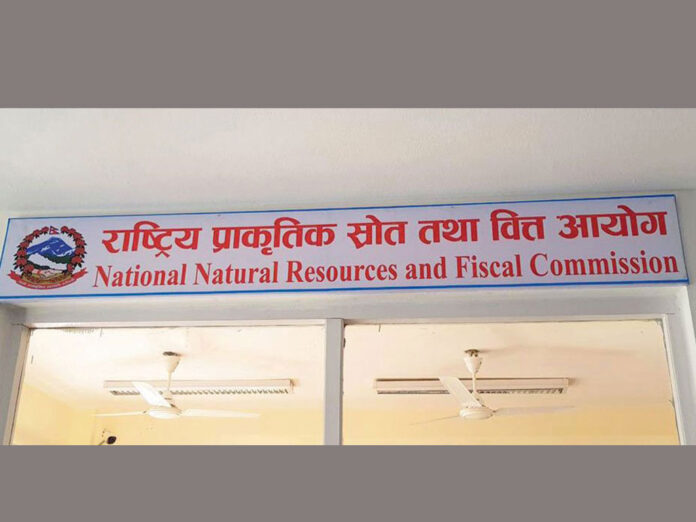 राष्ट्रिय प्राकृतिक स्रोत तथा वित्त आयोग
National Natural Resources and Fiscal Commission